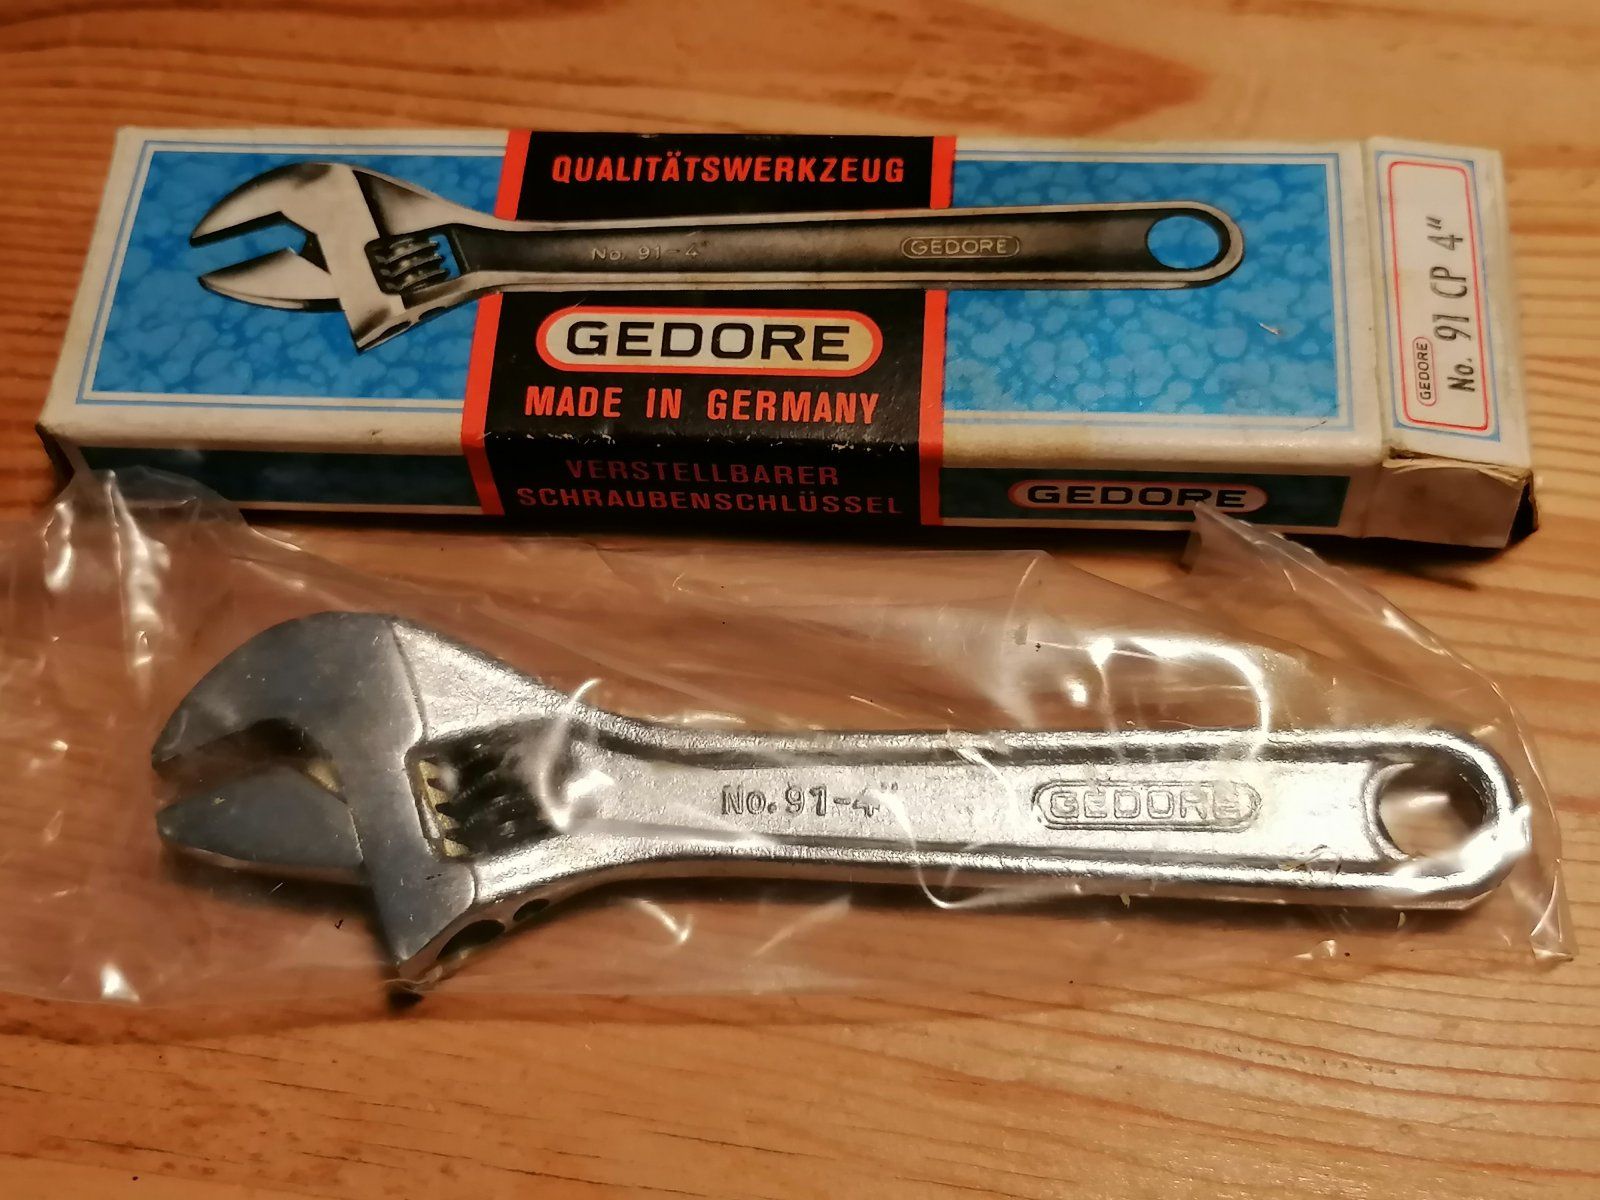 QUALITÄTSWERKZEUG
No. 91-4"
GEDORE
GEDORE
MADE IN GERMANY
VERSTELLBARER
SCHRAUBENSCHLÜSSEL
GEDORE
GEDORE
No. 91 CP 4"
No. 91-4"
GEDORE